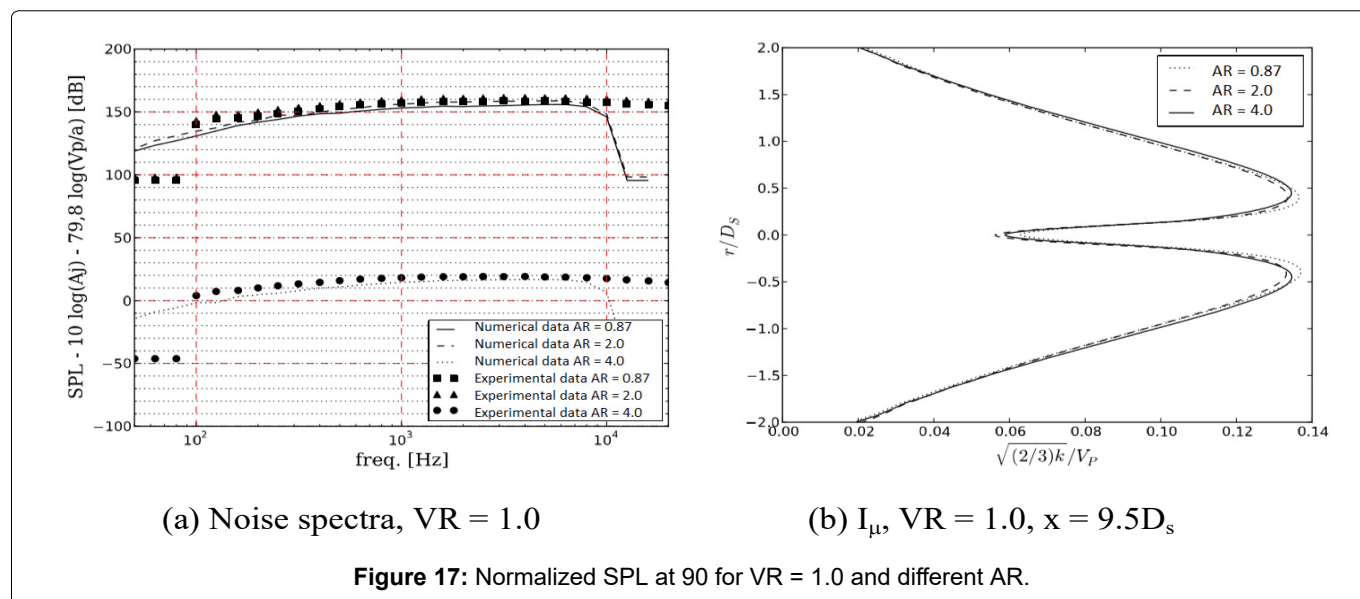 200
150
100
50
0
−50
−100
SPL - 10 log(Aj) - 79,8 log(Vp/a) [dB]
10²
10³
10⁴
freq. [Hz]
Numerical data AR = 0.87
Numerical data AR = 2.0
Numerical data AR = 4.0
Experimental data AR = 0.87
Experimental data AR = 2.0
Experimental data AR = 4.0
(a) Noise spectra, VR = 1.0
2.0
1.5
1.0
0.5
0.0
−0.5
−1.0
−1.5
−2.0
r/D_S
0.00
0.02
0.04
0.06
0.08
0.10
0.12
0.14
√(2/3)k/V_P
AR = 0.87
AR = 2.0
AR = 4.0
(b) I_μ, VR = 1.0, x = 9.5D_s
Figure 17: Normalized SPL at 90 for VR = 1.0 and different AR.